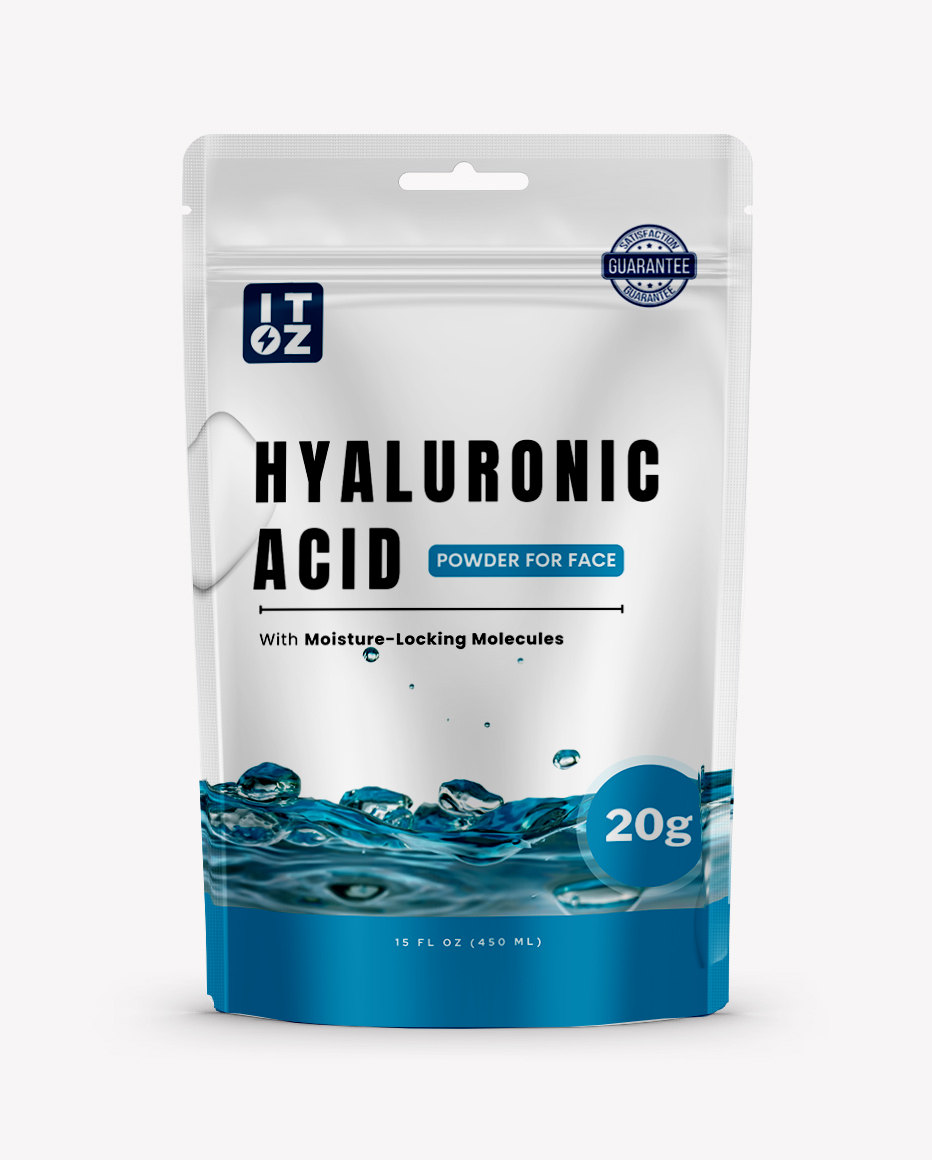 SATISFACTION
GUARANTEE
GUARANTEE
I T
OZ
HYALURONIC
ACID
POWDER FOR FACE
With Moisture-Locking Molecules
20g
15 FL OZ (450 ML)